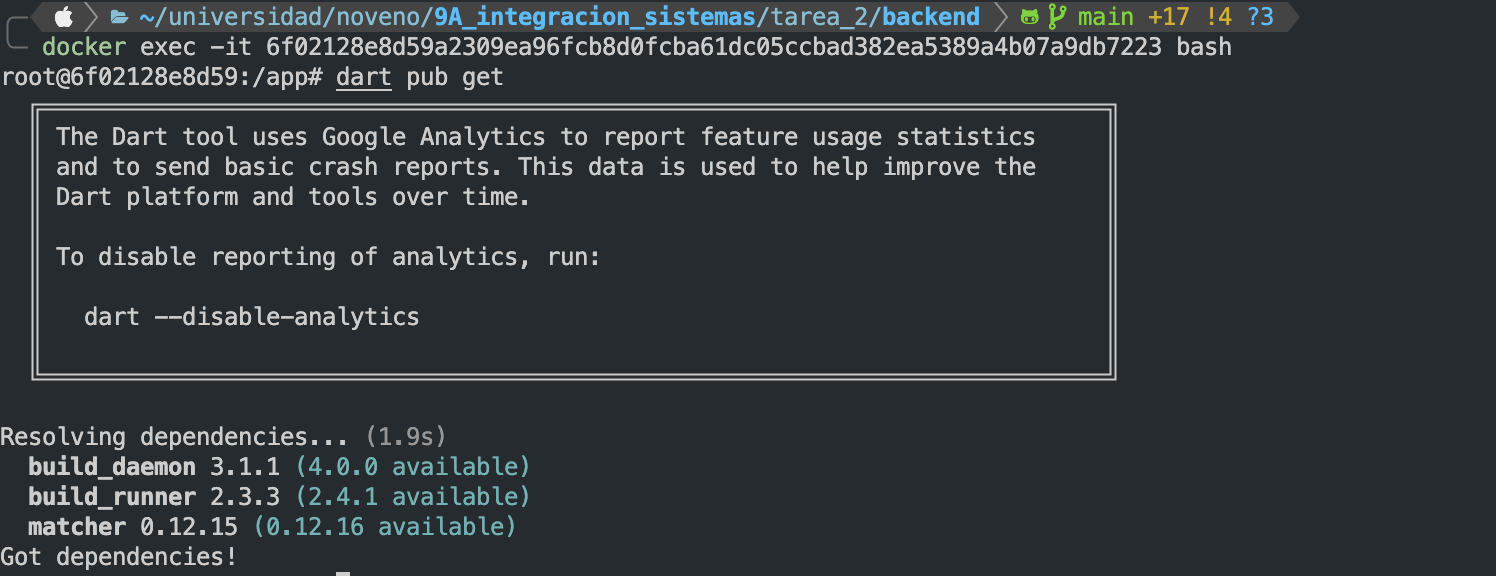 ~/universidad/noveno/9A_integracion_sistemas/tarea_2/backend main +17 !4 ?3
docker exec -it 6f02128e8d59a2309ea96fcb8d0fcba61dc05ccbad382ea5389a4b07a9db7223 bash
root@6f02128e8d59:/app# dart pub get
The Dart tool uses Google Analytics to report feature usage statistics
and to send basic crash reports. This data is used to help improve the
Dart platform and tools over time.
To disable reporting of analytics, run:
dart --disable-analytics
Resolving dependencies... (1.9s)
build_daemon 3.1.1 (4.0.0 available)
build_runner 2.3.3 (2.4.1 available)
matcher 0.12.15 (0.12.16 available)
Got dependencies!